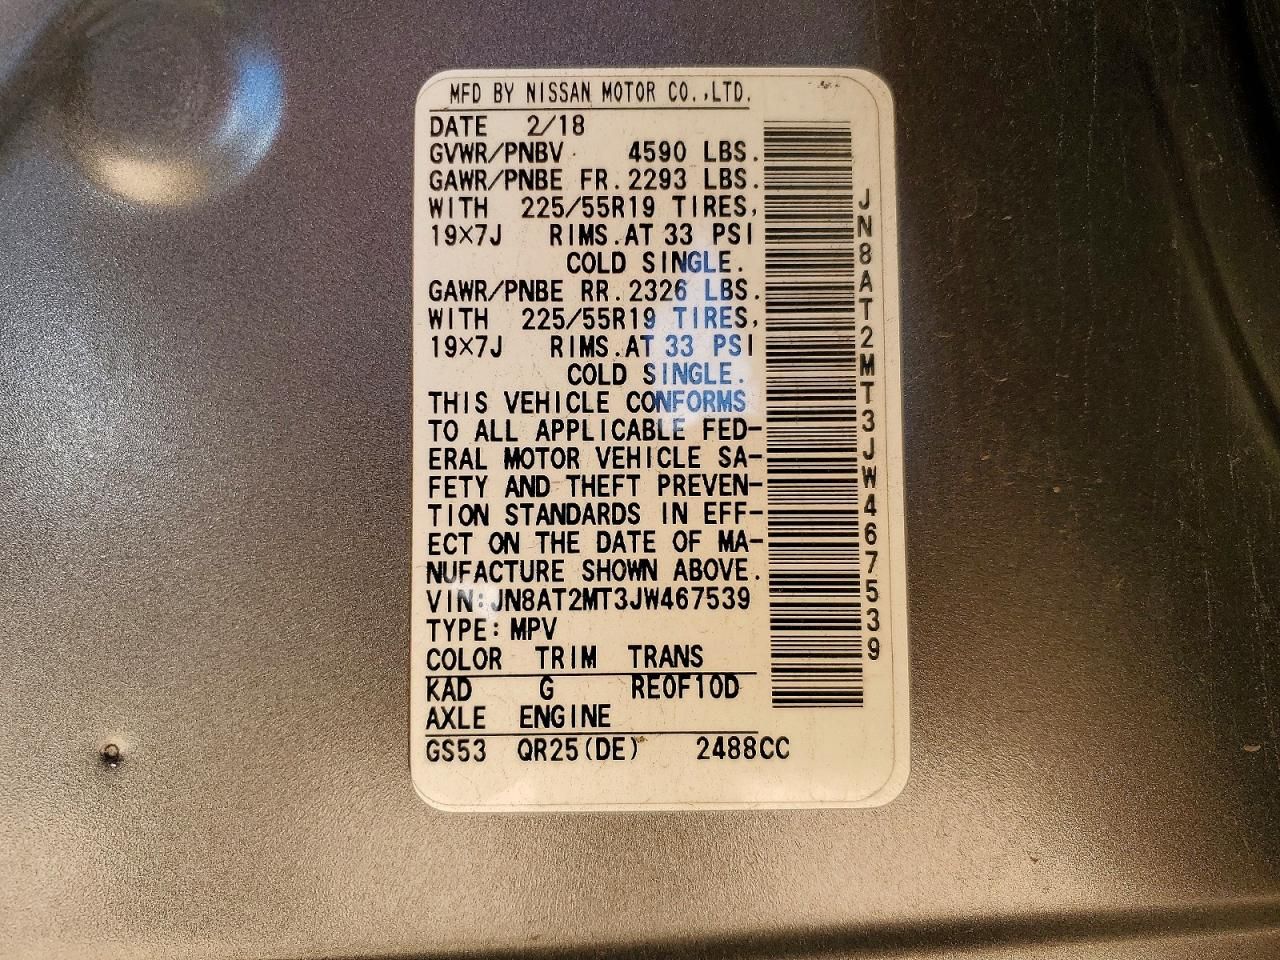 MFD BY NISSAN MOTOR CO.,LTD.
DATE 2/18
GVWR/PNBV 4590 LBS.
GAWR/PNBE FR. 2293 LBS.
WITH 225/55R19 TIRES,
19×7J RIMS.AT 33 PSI
COLD SINGLE.
GAWR/PNBE RR. 2326 LBS.
WITH 225/55R19 TIRES,
19×7J RIMS.AT 33 PSI
COLD SINGLE.
THIS VEHICLE CONFORMS
TO ALL APPLICABLE FED-
ERAL MOTOR VEHICLE SA-
FETY AND THEFT PREVEN-
TION STANDARDS IN EFF-
ECT ON THE DATE OF MA-
NUFACTURE SHOWN ABOVE.
VIN:JN8AT2MT3JW467539
TYPE:MPV
COLOR TRIM TRANS
KAD G RE0F10D
AXLE ENGINE
GS53 QR25(DE) 2488CC
JN8AT2MT3JW467539